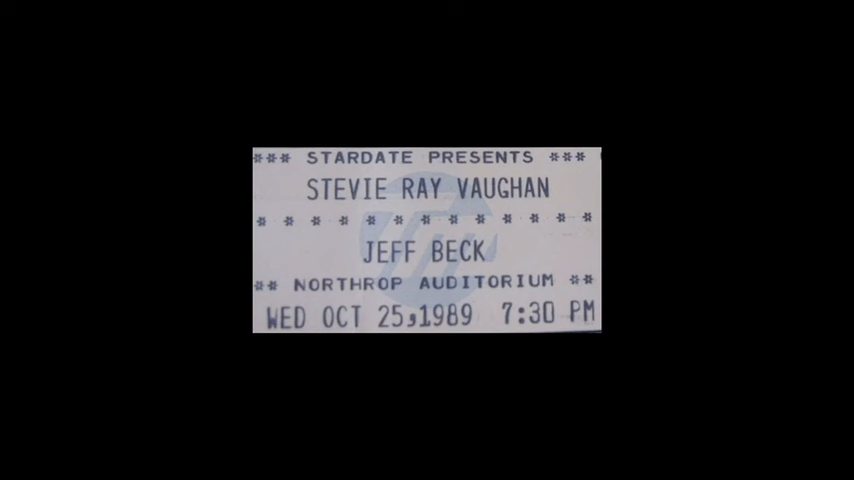 *** STARDATE PRESENTS ***
STEVIE RAY VAUGHAN
* * * * * * * * * * * * *
JEFF BECK
** NORTHROP AUDITORIUM **
WED OCT 25,1989 7:30 PM